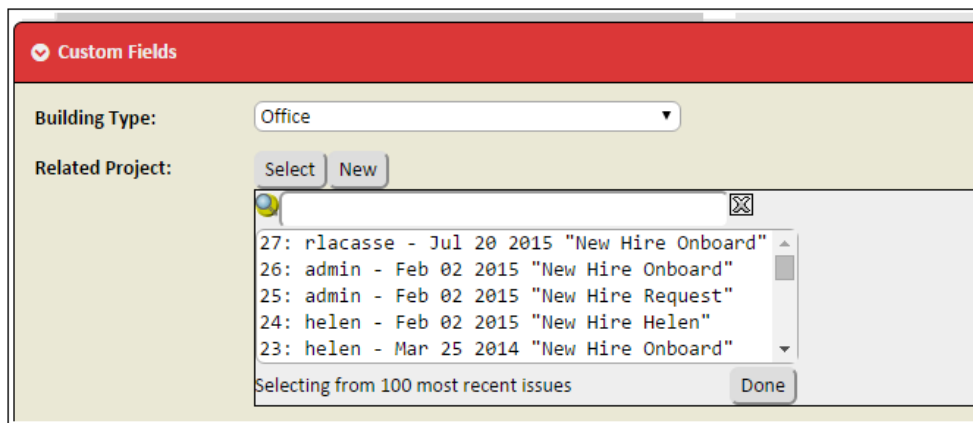 Custom Fields
Building Type: Office
Related Project: Select New
27: rlacasse - Jul 20 2015 "New Hire Onboard"
26: admin - Feb 02 2015 "New Hire Onboard"
25: admin - Feb 02 2015 "New Hire Request"
24: helen - Feb 02 2015 "New Hire Helen"
23: helen - Mar 25 2014 "New Hire Onboard"
Selecting from 100 most recent issues Done